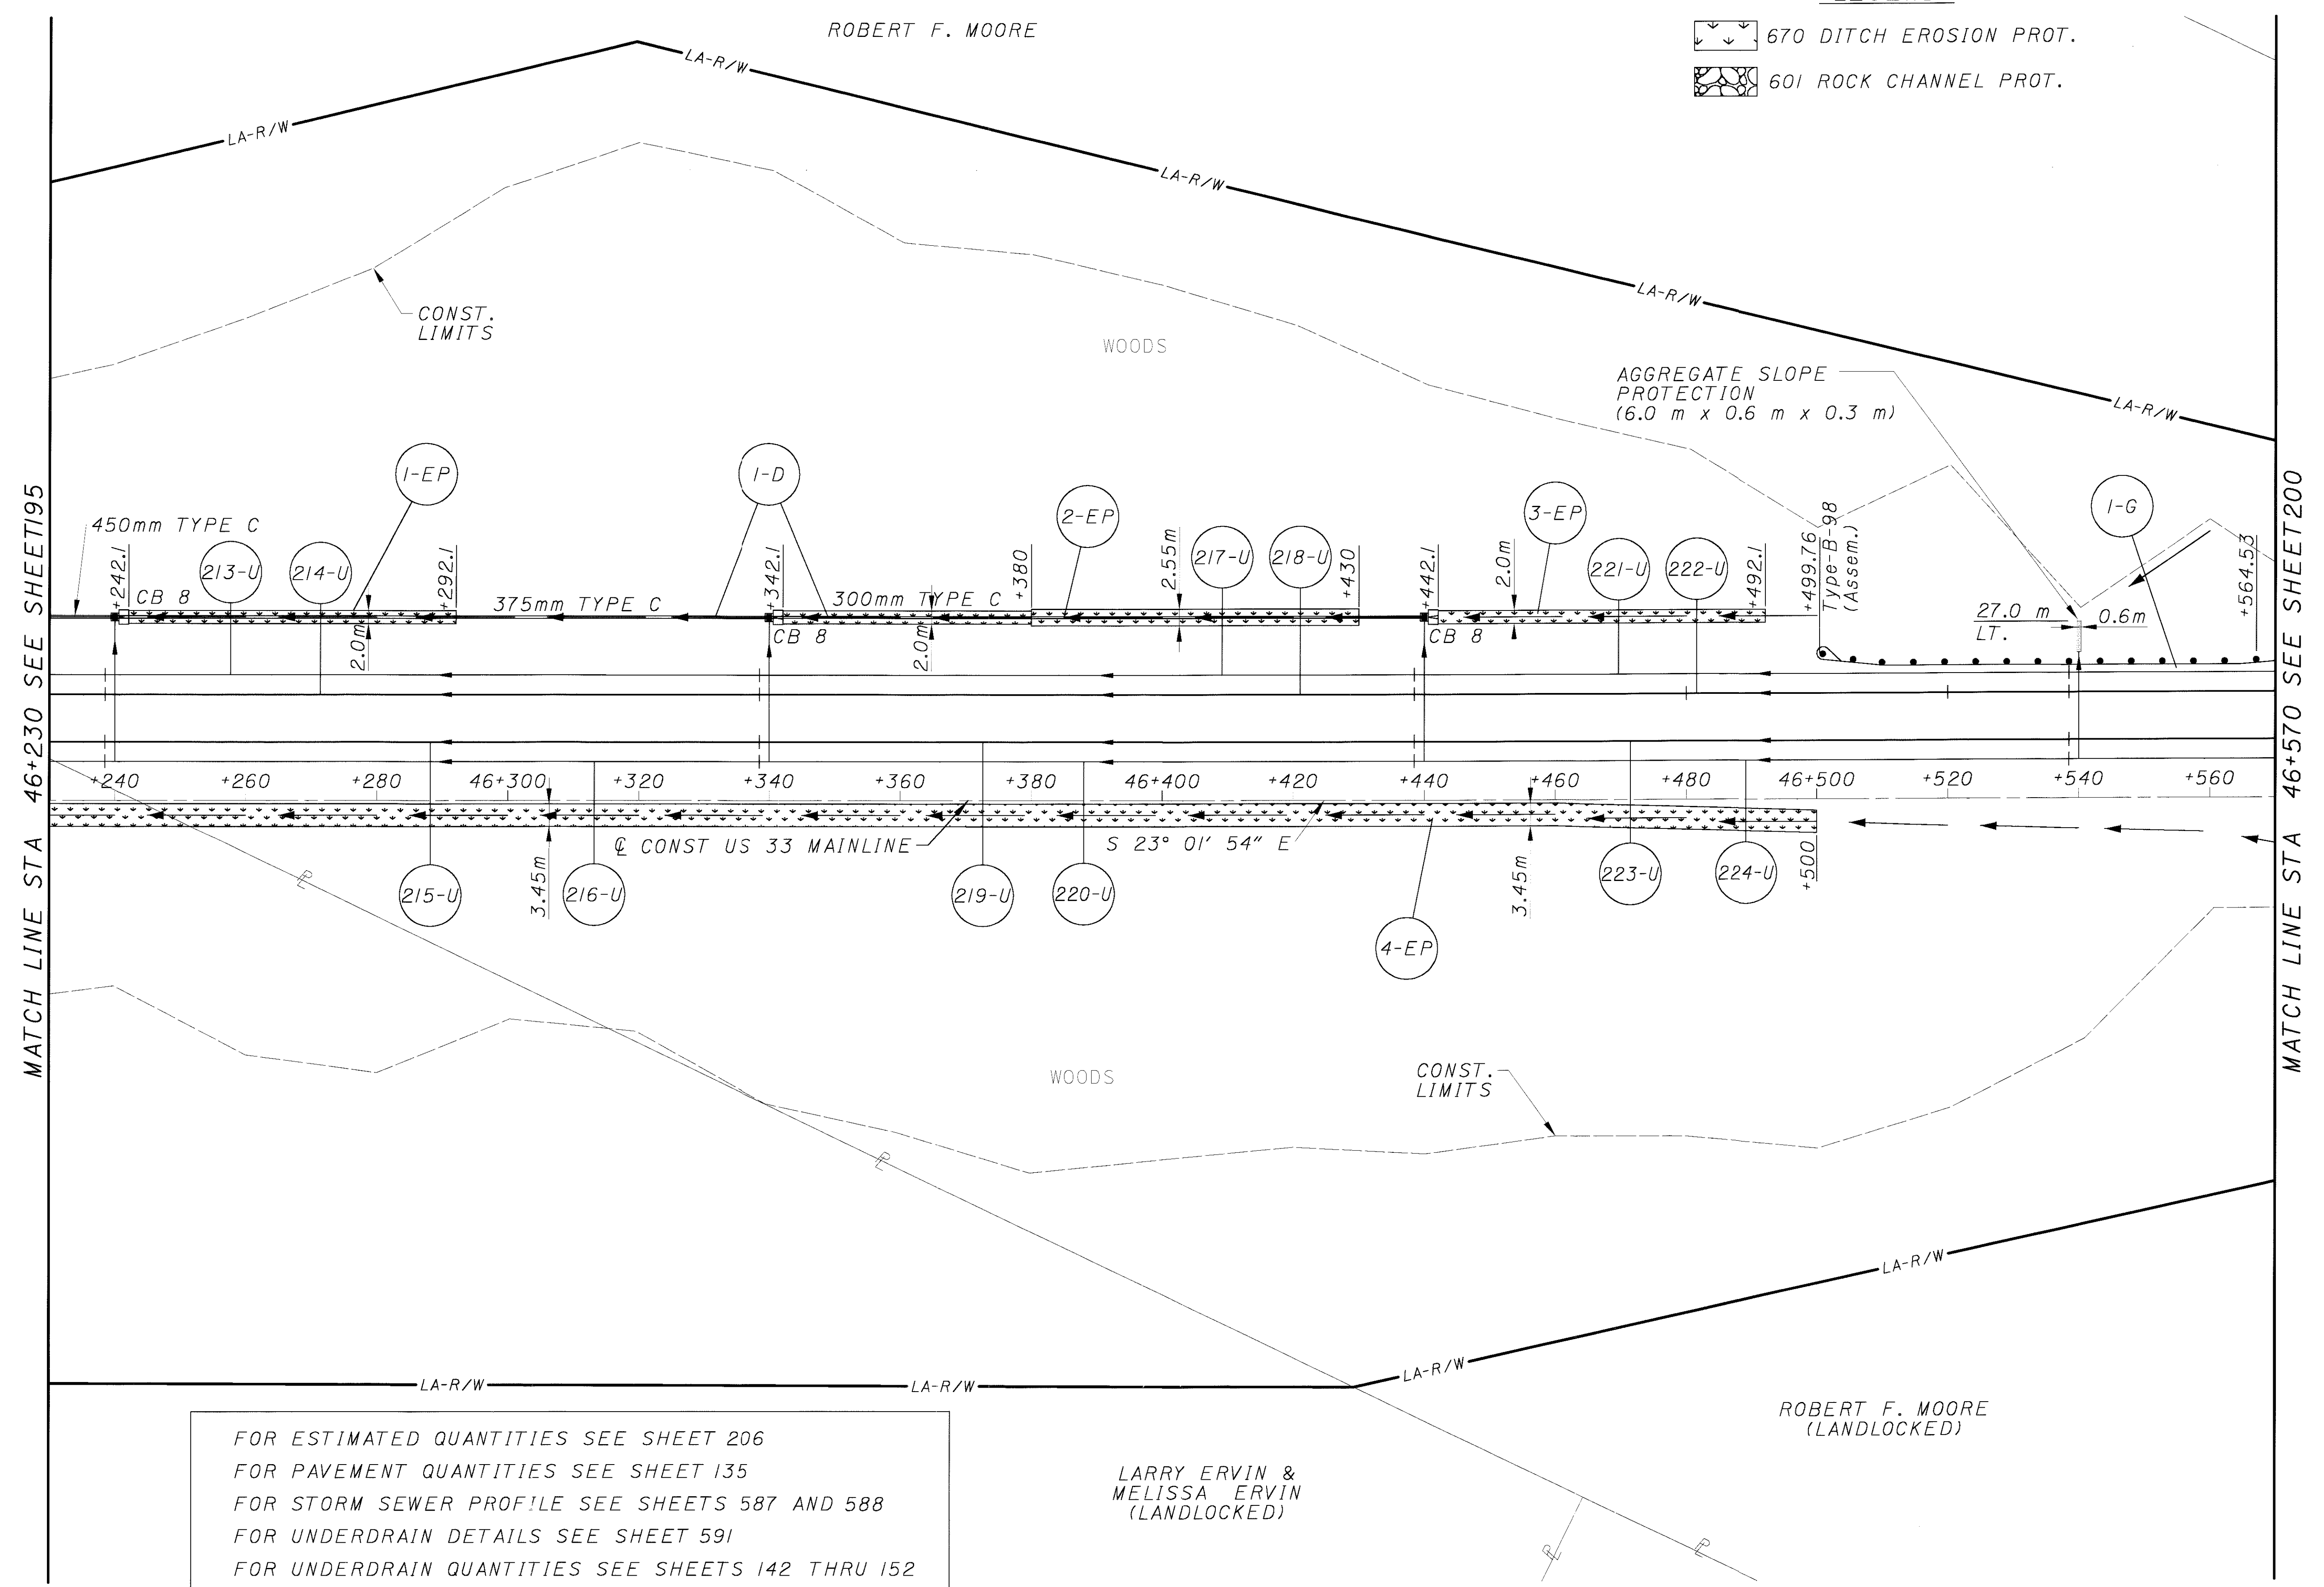 ROBERT F. MOORE
670 DITCH EROSION PROT.
601 ROCK CHANNEL PROT.
LA-R/W
LA-R/W
LA-R/W
LA-R/W
LA-R/W
CONST.
LIMITS
WOODS
AGGREGATE SLOPE
PROTECTION
(6.0 m x 0.6 m x 0.3 m)
MATCH LINE STA 46+230 SEE SHEET195
MATCH LINE STA 46+570 SEE SHEET200
1-EP
1-D
2-EP
3-EP
1-G
450mm TYPE C
+242.1
CB 8
213-U
214-U
+292.1
2.0m
375mm TYPE C
+342.1
CB 8
300mm TYPE C
2.0m
+380
2.55m
217-U
218-U
+430
+442.1
CB 8
2.0m
221-U
222-U
+492.1
+499.76
Type-B-98
(Assem.)
27.0 m
LT.
0.6m
+564.53
+240
+260
+280
46+300
+320
+340
+360
+380
46+400
+420
+440
+460
+480
46+500
+520
+540
+560
℄ CONST US 33 MAINLINE
S 23° 01' 54" E
3.45m
3.45m
+500
215-U
216-U
219-U
220-U
223-U
224-U
4-EP
PL
PL
WOODS
CONST.
LIMITS
LA-R/W
LA-R/W
LA-R/W
LA-R/W
ROBERT F. MOORE
(LANDLOCKED)
LARRY ERVIN &
MELISSA ERVIN
(LANDLOCKED)
PL
PL
FOR ESTIMATED QUANTITIES SEE SHEET 206
FOR PAVEMENT QUANTITIES SEE SHEET 135
FOR STORM SEWER PROFILE SEE SHEETS 587 AND 588
FOR UNDERDRAIN DETAILS SEE SHEET 591
FOR UNDERDRAIN QUANTITIES SEE SHEETS 142 THRU 152